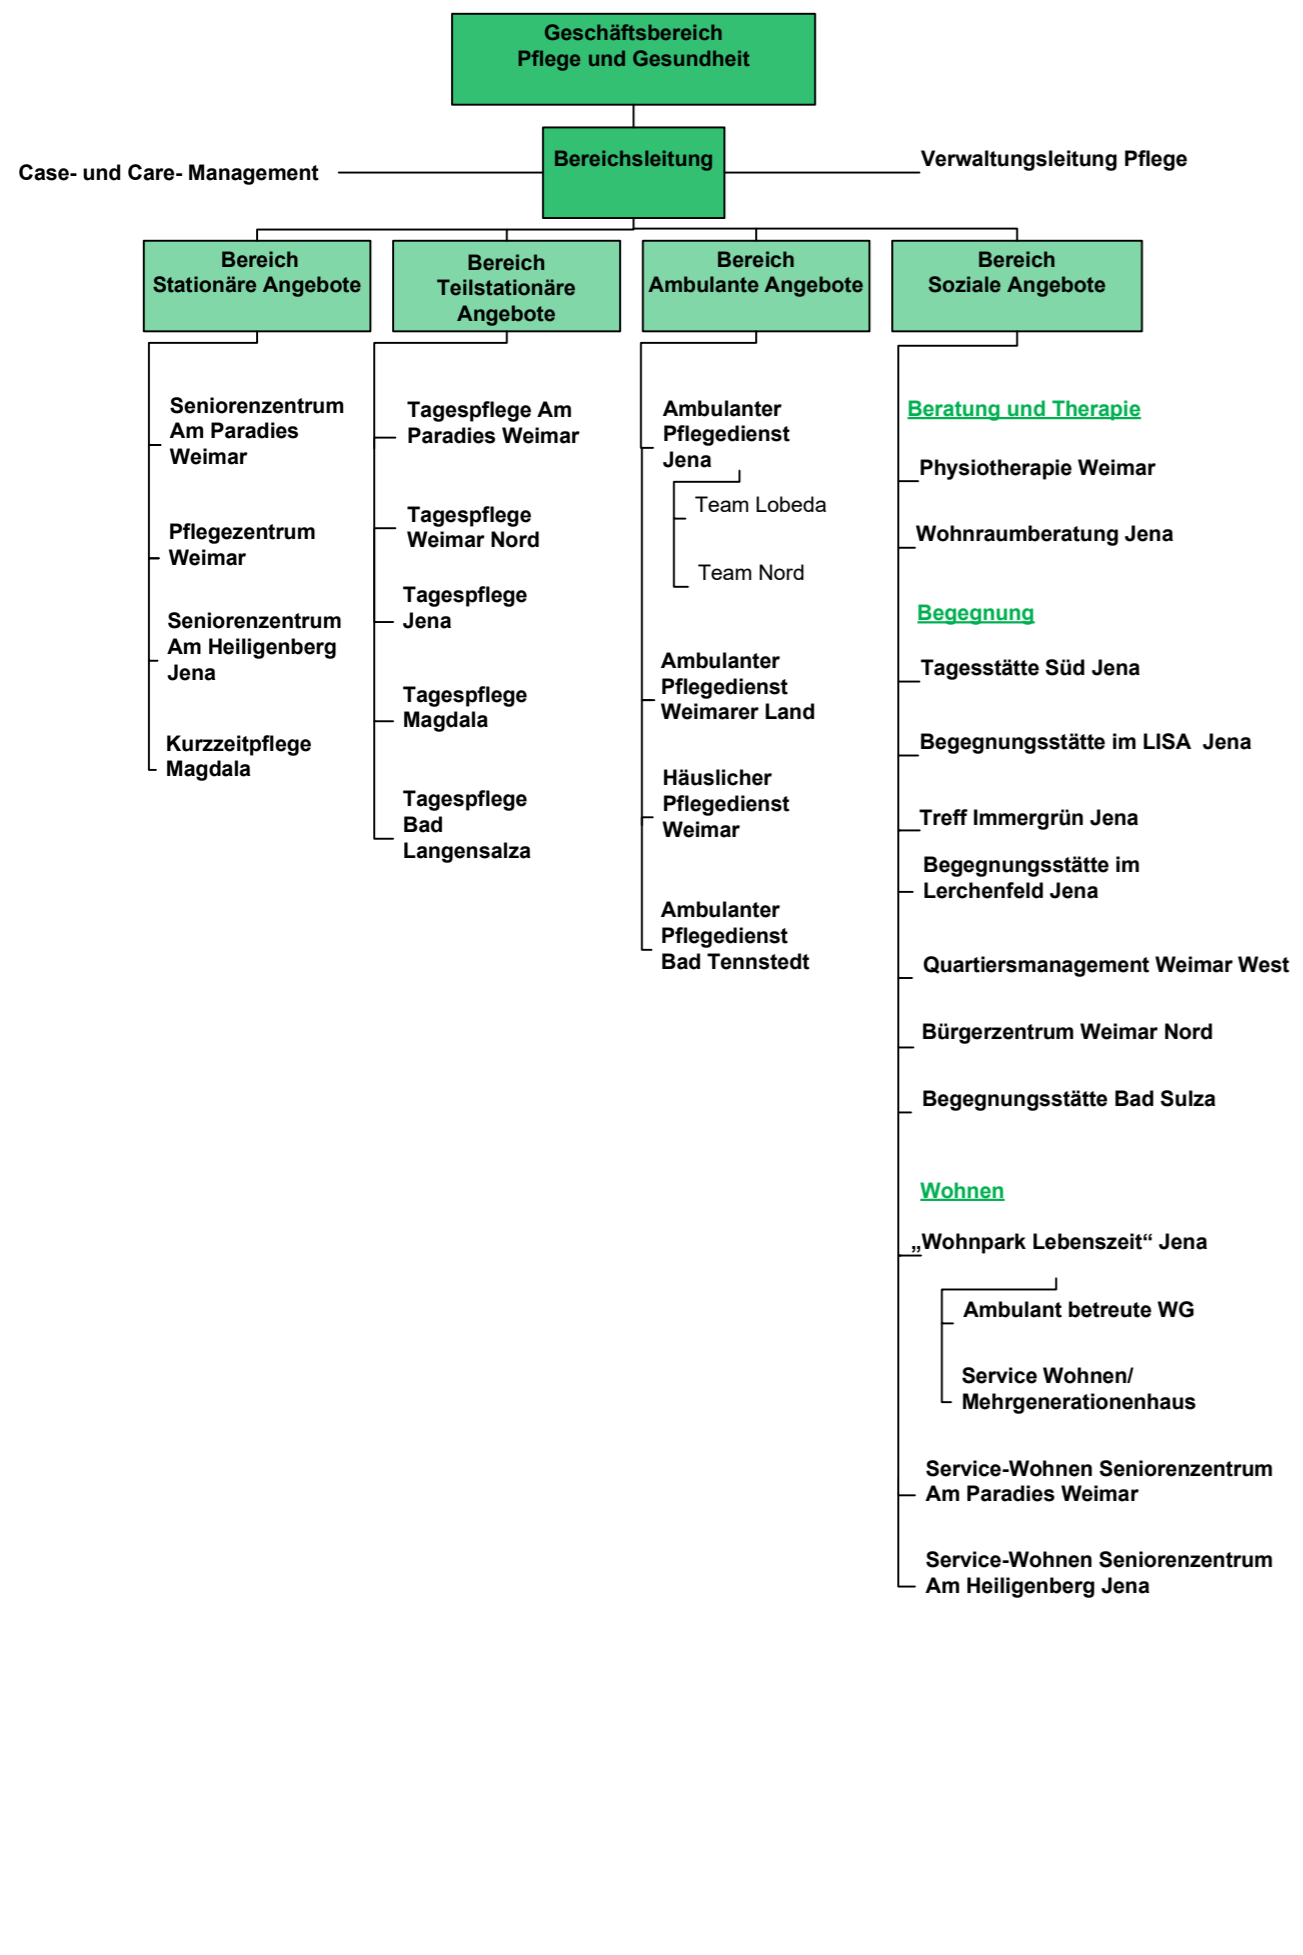 Geschäftsbereich
Pflege und Gesundheit
Bereichsleitung
Case- und Care- Management
Verwaltungsleitung Pflege
Bereich
Stationäre Angebote
Seniorenzentrum
Am Paradies
Weimar
Pflegezentrum
Weimar
Seniorenzentrum
Am Heiligenberg
Jena
Kurzzeitpflege
Magdala
Bereich
Teilstationäre
Angebote
Tagespflege Am
Paradies Weimar
Tagespflege
Weimar Nord
Tagespflege
Jena
Tagespflege
Magdala
Tagespflege
Bad
Langensalza
Bereich
Ambulante Angebote
Ambulanter
Pflegedienst
Jena
Team Lobeda
Team Nord
Ambulanter
Pflegedienst
Weimarer Land
Häuslicher
Pflegedienst
Weimar
Ambulanter
Pflegedienst
Bad Tennstedt
Bereich
Soziale Angebote
Beratung und Therapie
Physiotherapie Weimar
Wohnraumberatung Jena
Begegnung
Tagesstätte Süd Jena
Begegnungsstätte im LISA  Jena
Treff Immergrün Jena
Begegnungsstätte im
Lerchenfeld Jena
Quartiersmanagement Weimar West
Bürgerzentrum Weimar Nord
Begegnungsstätte Bad Sulza
Wohnen
„Wohnpark Lebenszeit“ Jena
Ambulant betreute WG
Service Wohnen/
Mehrgenerationenhaus
Service-Wohnen Seniorenzentrum
Am Paradies Weimar
Service-Wohnen Seniorenzentrum
Am Heiligenberg Jena